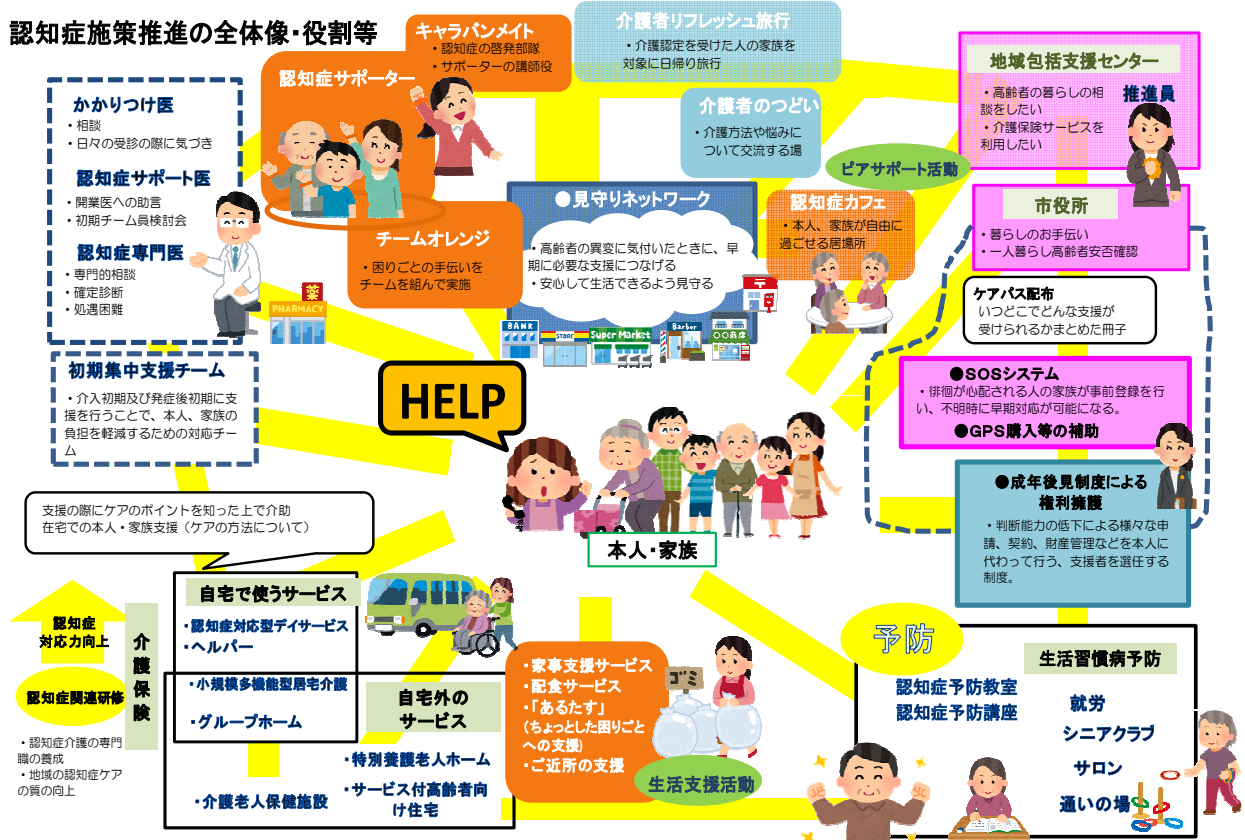 認知症施策推進の全体像・役割等
キャラバンメイト
・認知症の啓発部隊
・サポーターの講師役
認知症サポーター
介護者リフレッシュ旅行
・介護認定を受けた人の家族を
対象に日帰り旅行
介護者のつどい
・介護方法や悩みに
ついて交流する場
ピアサポート活動
地域包括支援センター
・高齢者の暮らしの相
談をしたい
・介護保険サービスを
利用したい
推進員
かかりつけ医
・相談
・日々の受診の際に気づき
認知症サポート医
・開業医への助言
・初期チーム員検討会
認知症専門医
・専門的相談
・確定診断
・処遇困難
薬
PHARMACY
チームオレンジ
・困りごとの手伝いを
チームを組んで実施
●見守りネットワーク
・高齢者の異変に気付いたときに、早
期に必要な支援につなげる
・安心して生活できるよう見守る
BANK
STORE
Super Market
Barber
〇〇商店
認知症カフェ
・本人、家族が自由に
過ごせる居場所
市役所
・暮らしのお手伝い
・一人暮らし高齢者安否確認
ケアパス配布
いつどこでどんな支援が
受けられるかまとめた冊子
●SOSシステム
・徘徊が心配される人の家族が事前登録を行
い、不明時に早期対応が可能になる。
●GPS購入等の補助
●成年後見制度による
権利擁護
・判断能力の低下による様々な申
請、契約、財産管理などを本人に
代わって行う、支援者を選任する
制度。
初期集中支援チーム
・介入初期及び発症後初期に支
援を行うことで、本人、家族の
負担を軽減するための対応チー
ム
HELP
本人・家族
支援の際にケアのポイントを知った上で介助
在宅での本人・家族支援（ケアの方法について）
認知症
対応力向上
認知症関連研修
・認知症介護の専門
職の養成
・地域の認知症ケア
の質の向上
介護保険
自宅で使うサービス
・認知症対応型デイサービス
・ヘルパー
・小規模多機能型居宅介護
・グループホーム
自宅外の
サービス
・特別養護老人ホーム
・介護老人保健施設
・サービス付高齢者向
け住宅
・家事支援サービス
・配食サービス
・「あるたす」
(ちょっとした困りごと
への支援)
・ご近所の支援
ゴミ
生活支援活動
予防
認知症予防教室
認知症予防講座
生活習慣病予防
就労
シニアクラブ
サロン
通いの場